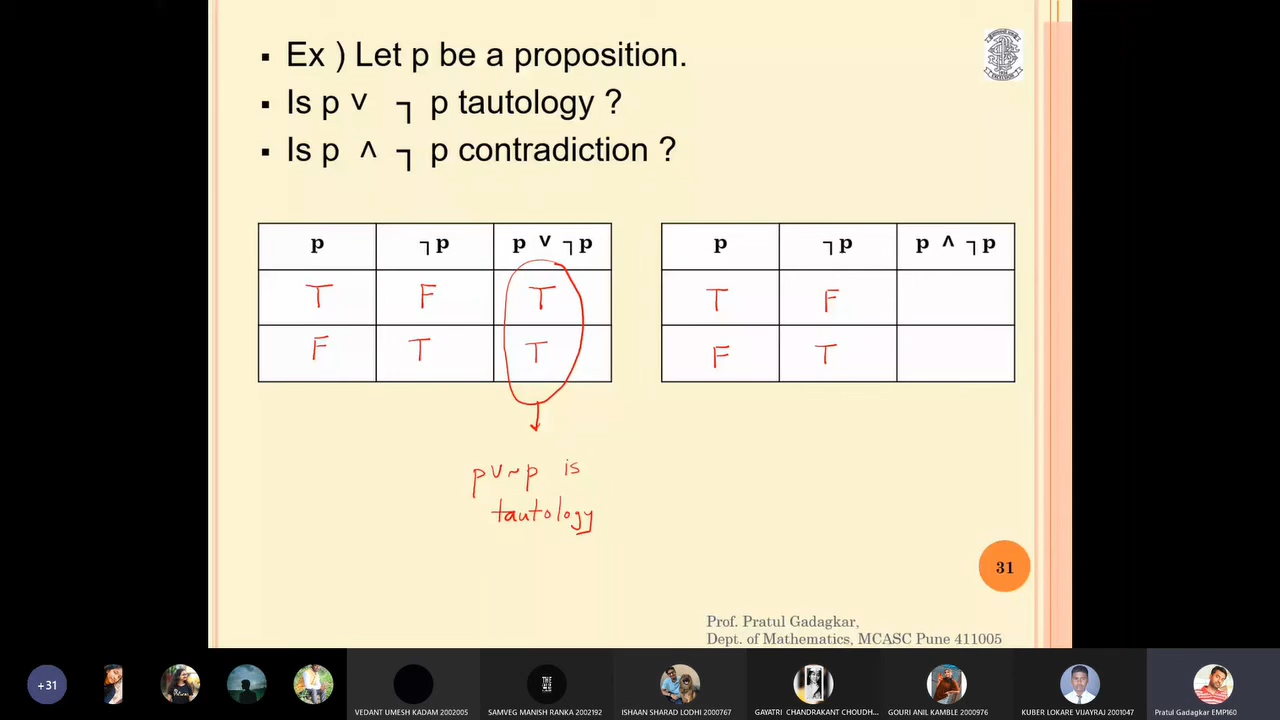 ▪ Ex ) Let p be a proposition.
▪ Is p ∨ ┐ p tautology ?
▪ Is p ∧ ┐ p contradiction ?
p ┐p p ∨ ┐p
T F T
F T T
p ┐p p ∧ ┐p
T F
F T
p∨~p is
tautology
31
Prof. Pratul Gadagkar,
Dept. of Mathematics, MCASC Pune 411005
+31
VEDANT UMESH KADAM 2002005
SAMVEG MANISH RANKA 2002192
ISHAAN SHARAD LODHI 2000767
GAYATRI CHANDRAKANT CHOUDH...
GOURI ANIL KAMBLE 2000976
KUBER LOKARE VIJAYRAJ 2001047
Pratul Gadagkar EMP160